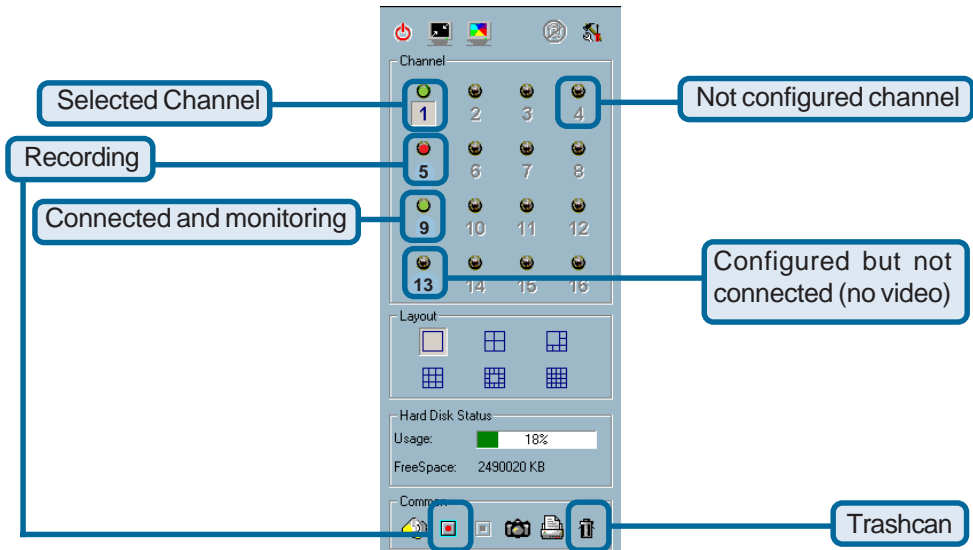 Channel
Selected Channel
Not configured channel
1 2 3 4
Recording
5 6 7 8
Connected and monitoring
9 10 11 12
Configured but not
connected (no video)
13 14 15 16
Layout
Hard Disk Status
Usage: 18%
FreeSpace: 2490020 KB
Common
Trashcan